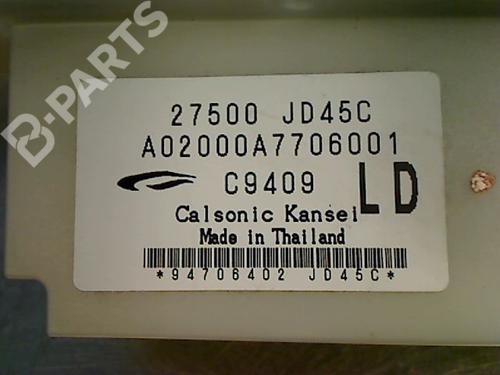 B-PARTS
27500 JD45C
A02000A7706001
C9409
LD
Calsonic Kansei
Made in Thailand
*94706402 JD45C*